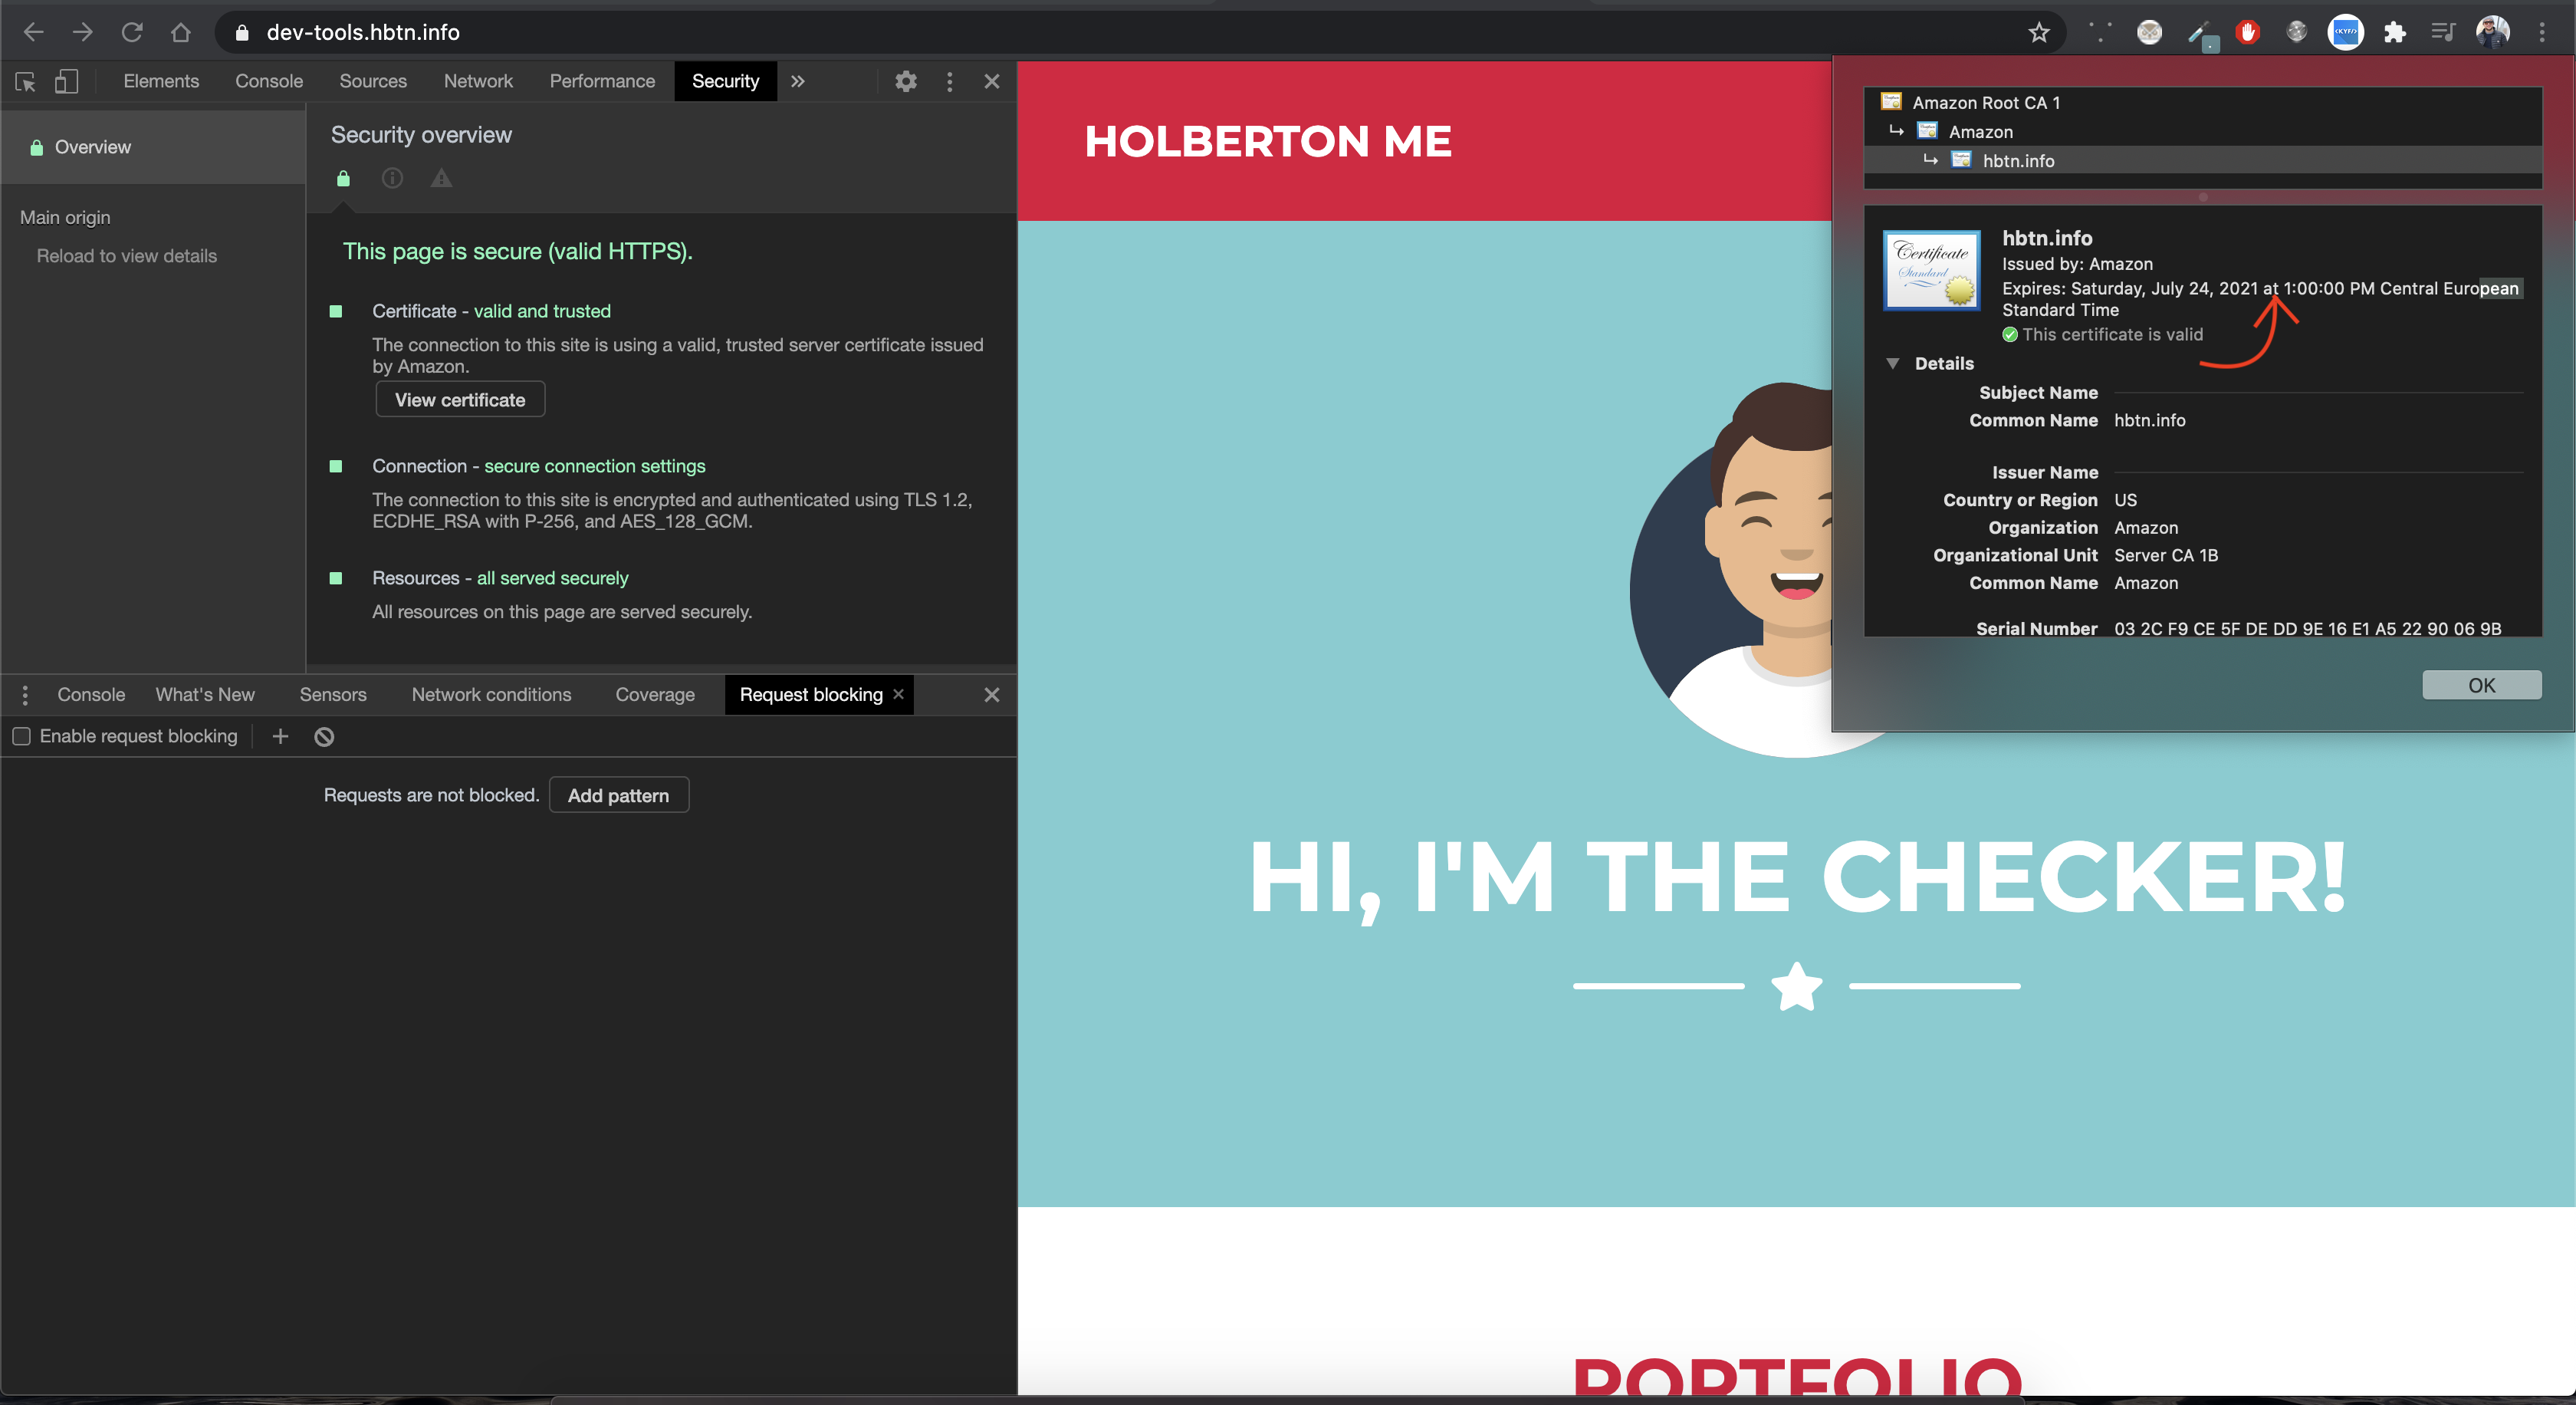 dev-tools.hbtn.info
Elements Console Sources Network Performance Security »
Overview
Main origin
Reload to view details
Security overview
This page is secure (valid HTTPS).
Certificate - valid and trusted
The connection to this site is using a valid, trusted server certificate issued
by Amazon.
View certificate
Connection - secure connection settings
The connection to this site is encrypted and authenticated using TLS 1.2,
ECDHE_RSA with P-256, and AES_128_GCM.
Resources - all served securely
All resources on this page are served securely.
Console What's New Sensors Network conditions Coverage Request blocking
Enable request blocking
Requests are not blocked. Add pattern
HOLBERTON ME
HI, I'M THE CHECKER!
PORTFOLIO
Amazon Root CA 1
Amazon
hbtn.info
Certificate
Standard
hbtn.info
Issued by: Amazon
Expires: Saturday, July 24, 2021 at 1:00:00 PM Central European
Standard Time
This certificate is valid
Details
Subject Name
Common Name hbtn.info
Issuer Name
Country or Region US
Organization Amazon
Organizational Unit Server CA 1B
Common Name Amazon
Serial Number 03 2C F9 CE 5F DE DD 9E 16 E1 A5 22 90 06 9B
OK